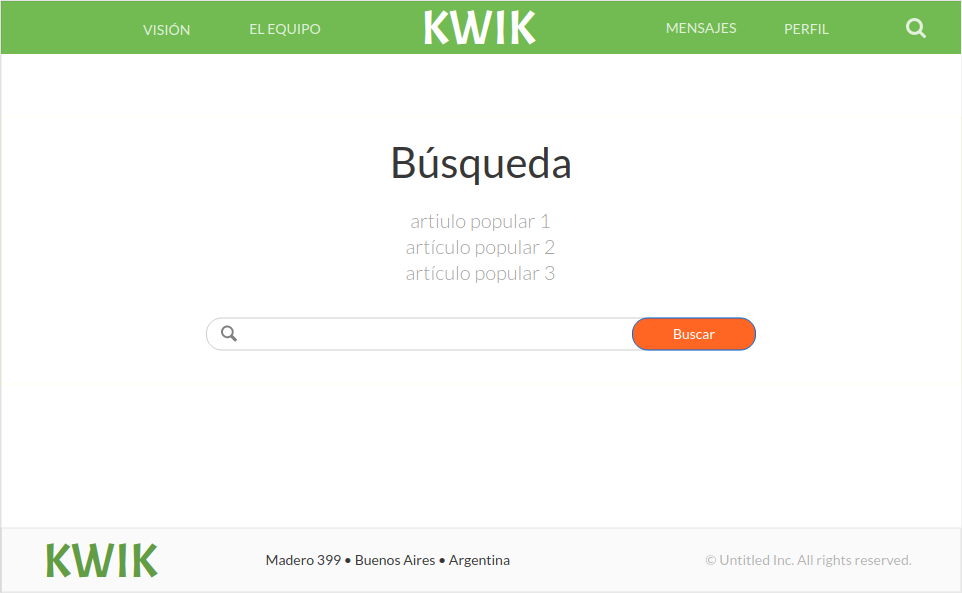 VISIÓN EL EQUIPO KWIK MENSAJES PERFIL
Búsqueda
artiulo popular 1
artículo popular 2
artículo popular 3
Buscar
KWIK Madero 399 • Buenos Aires • Argentina © Untitled Inc. All rights reserved.